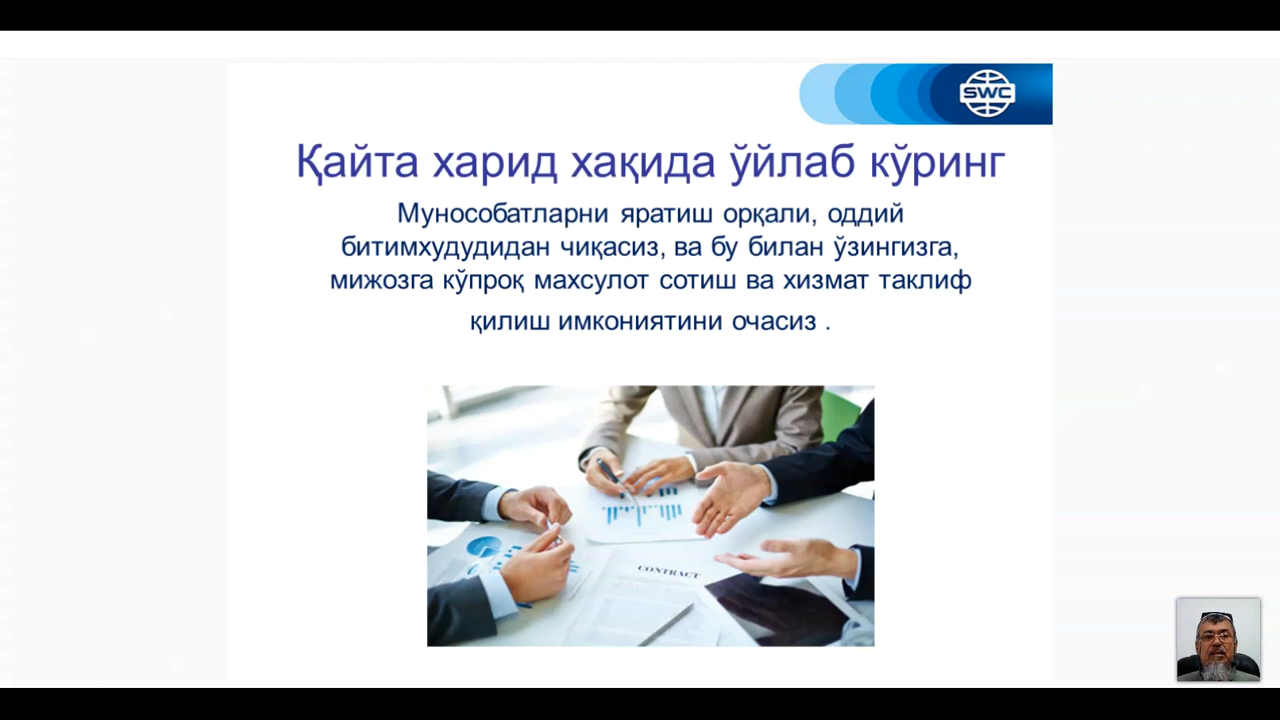 SWC
Қайта харид хақида ўйлаб кўринг
Муносабатларни яратиш орқали, оддий
битимхудудидан чиқасиз, ва бу билан ўзингизга,
мижозга кўпроқ махсулот сотиш ва хизмат таклиф
қилиш имкониятини очасиз .
CONTRACT